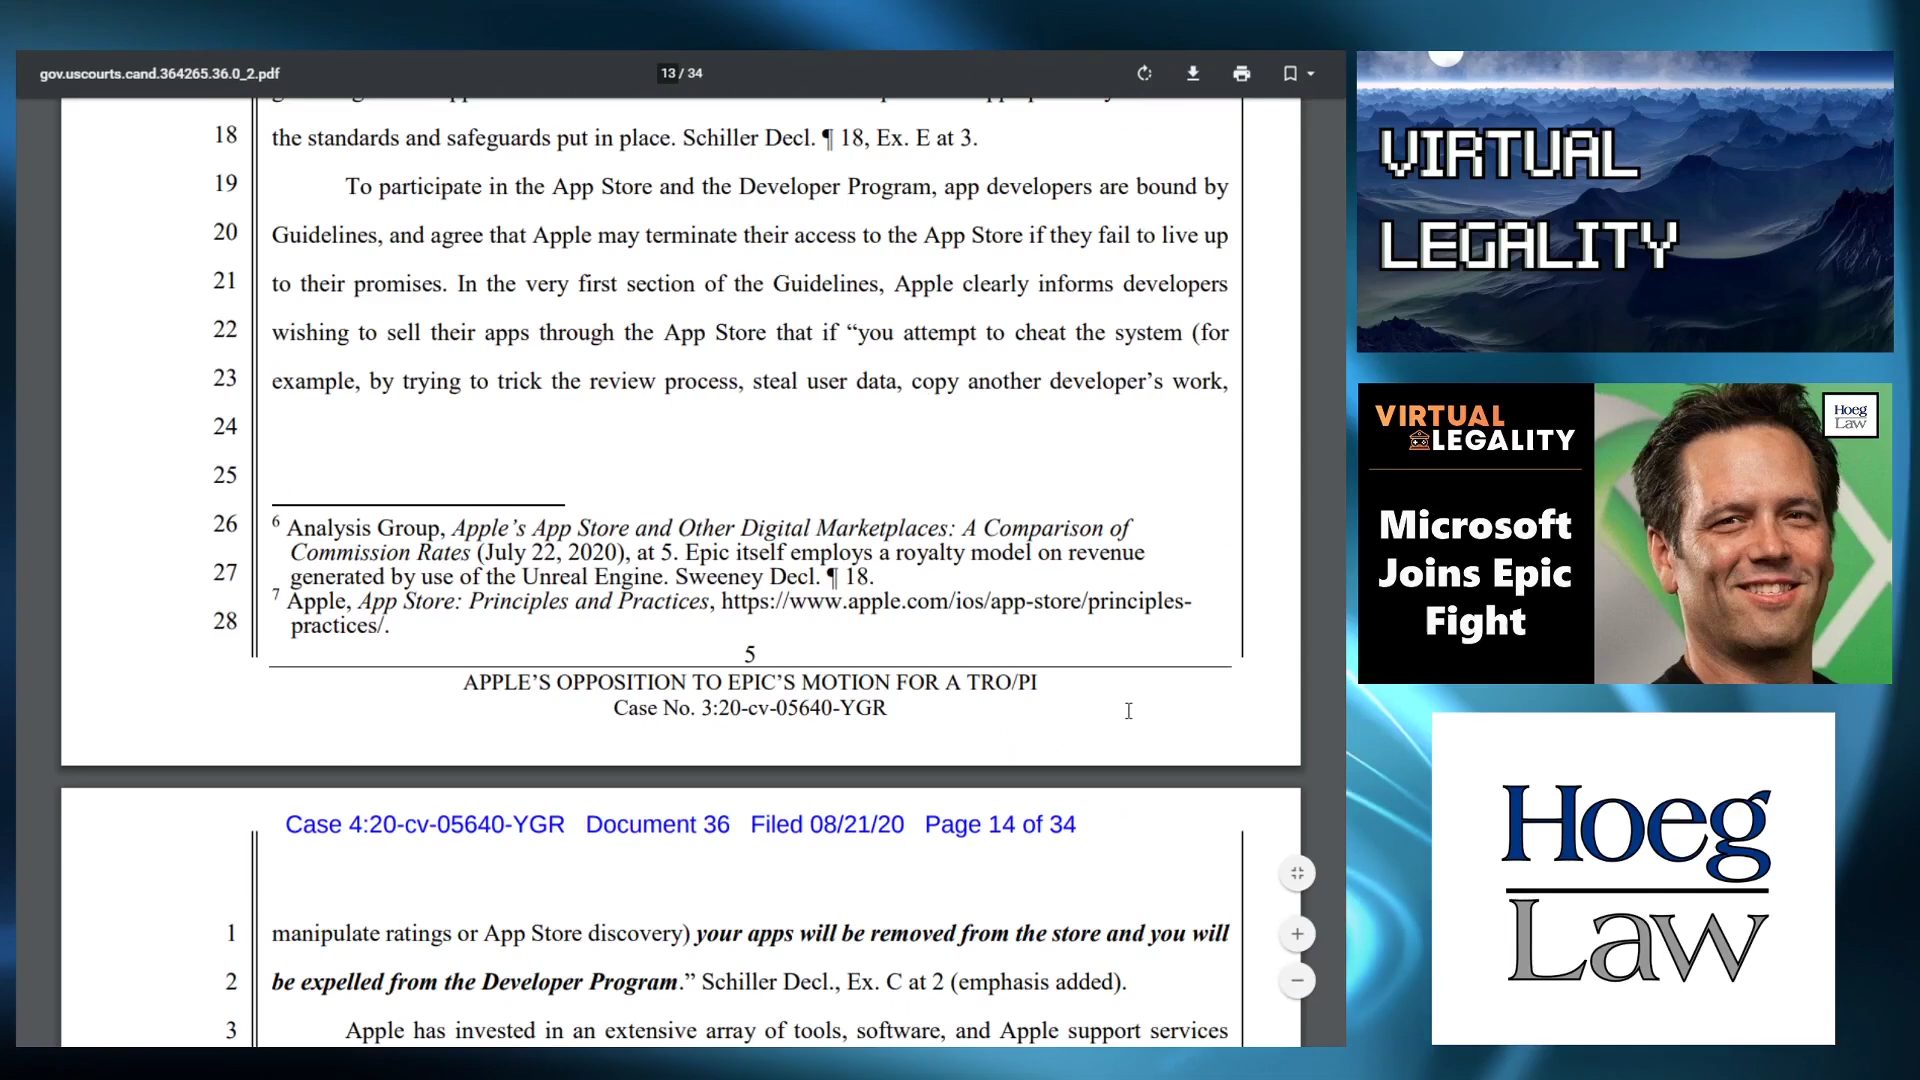 gov.uscourts.cand.364265.36.0_2.pdf
13 / 34
18 the standards and safeguards put in place. Schiller Decl. ¶ 18, Ex. E at 3.
19 To participate in the App Store and the Developer Program, app developers are bound by
20 Guidelines, and agree that Apple may terminate their access to the App Store if they fail to live up
21 to their promises. In the very first section of the Guidelines, Apple clearly informs developers
22 wishing to sell their apps through the App Store that if “you attempt to cheat the system (for
23 example, by trying to trick the review process, steal user data, copy another developer’s work,
24
25
26 6 Analysis Group, Apple’s App Store and Other Digital Marketplaces: A Comparison of
Commission Rates (July 22, 2020), at 5. Epic itself employs a royalty model on revenue
27 generated by use of the Unreal Engine. Sweeney Decl. ¶ 18.
7 Apple, App Store: Principles and Practices, https://www.apple.com/ios/app-store/principles-
28 practices/.
5
APPLE’S OPPOSITION TO EPIC’S MOTION FOR A TRO/PI
Case No. 3:20-cv-05640-YGR
Case 4:20-cv-05640-YGR Document 36 Filed 08/21/20 Page 14 of 34
1 manipulate ratings or App Store discovery) your apps will be removed from the store and you will
2 be expelled from the Developer Program.” Schiller Decl., Ex. C at 2 (emphasis added).
3 Apple has invested in an extensive array of tools, software, and Apple support services
VIRTUAL
LEGALITY
VIRTUAL
LEGALITY
Hoeg
Law
Microsoft
Joins Epic
Fight
Hoeg
Law